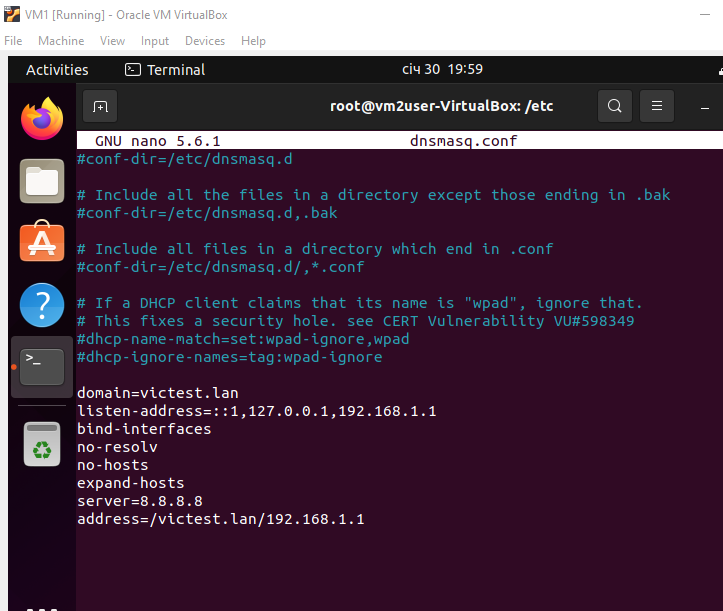 VM1 [Running] - Oracle VM VirtualBox
File Machine View Input Devices Help
Activities Terminal січ 30 19:59
root@vm2user-VirtualBox: /etc
GNU nano 5.6.1 dnsmasq.conf
#conf-dir=/etc/dnsmasq.d
# Include all the files in a directory except those ending in .bak
#conf-dir=/etc/dnsmasq.d,.bak
# Include all files in a directory which end in .conf
#conf-dir=/etc/dnsmasq.d/,*.conf
# If a DHCP client claims that its name is "wpad", ignore that.
# This fixes a security hole. see CERT Vulnerability VU#598349
#dhcp-name-match=set:wpad-ignore,wpad
#dhcp-ignore-names=tag:wpad-ignore
domain=victest.lan
listen-address=::1,127.0.0.1,192.168.1.1
bind-interfaces
no-resolv
no-hosts
expand-hosts
server=8.8.8.8
address=/victest.lan/192.168.1.1